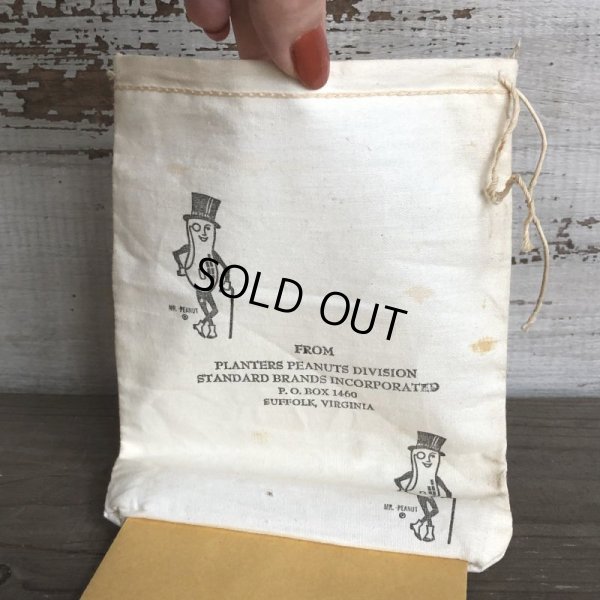 SOLD OUT
MR. PEANUT
®
FROM
PLANTERS PEANUTS DIVISION
STANDARD BRANDS INCORPORATED
P. O. BOX 1460
SUFFOLK, VIRGINIA
MR. PEANUT
®